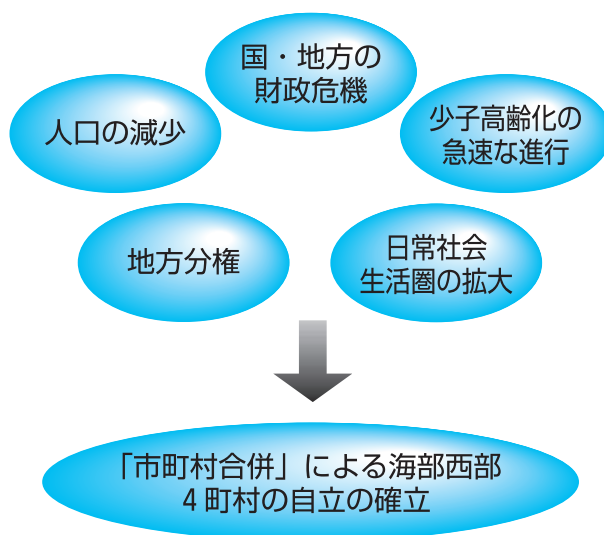 国・地方の
財政危機
人口の減少
少子高齢化の
急速な進行
地方分権
日常社会
生活圏の拡大
「市町村合併」による海部西部
4町村の自立の確立